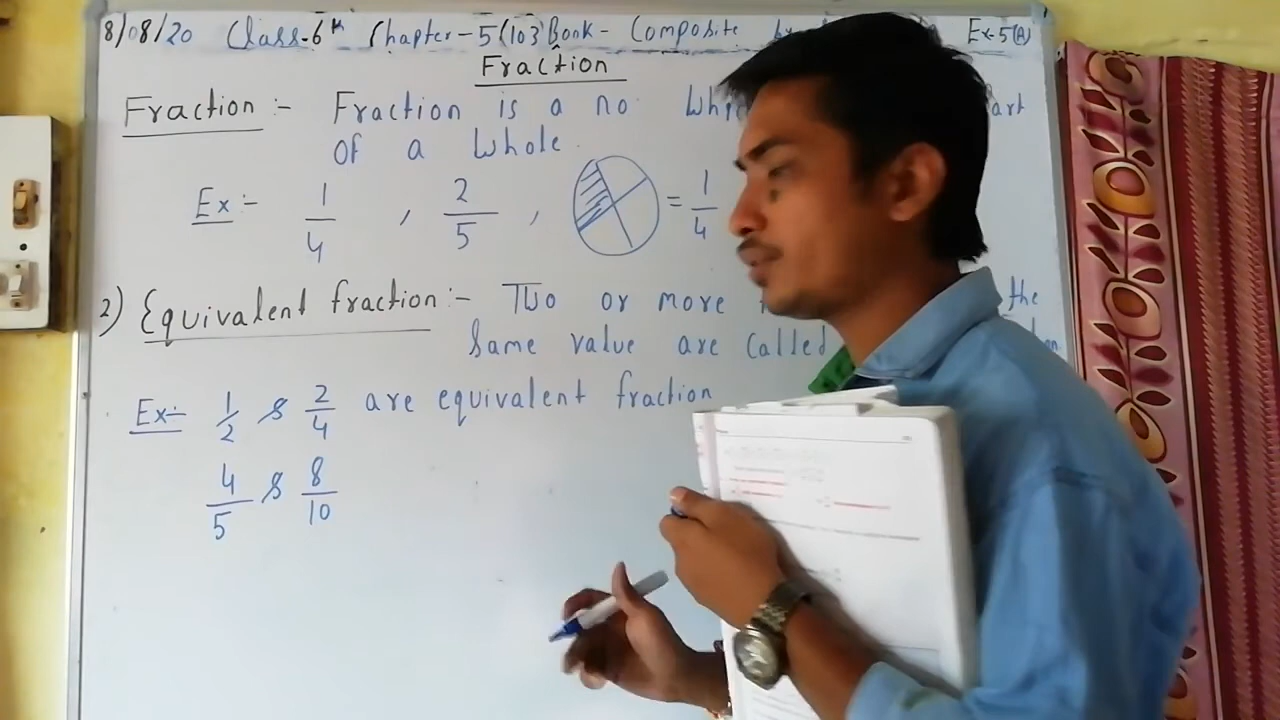 8/08/20 Class-6th Chapter-5(103 Book- Composite Ex-5(A)
Fraction
Fraction :- Fraction is a no. art
of a whole.
Ex :- 1/4 , 2/5 , = 1/4
2) Equivalent fraction :- Two or more the
Same value are called
Ex:- 1/2 & 2/4 are equivalent fraction
4/5 & 8/10